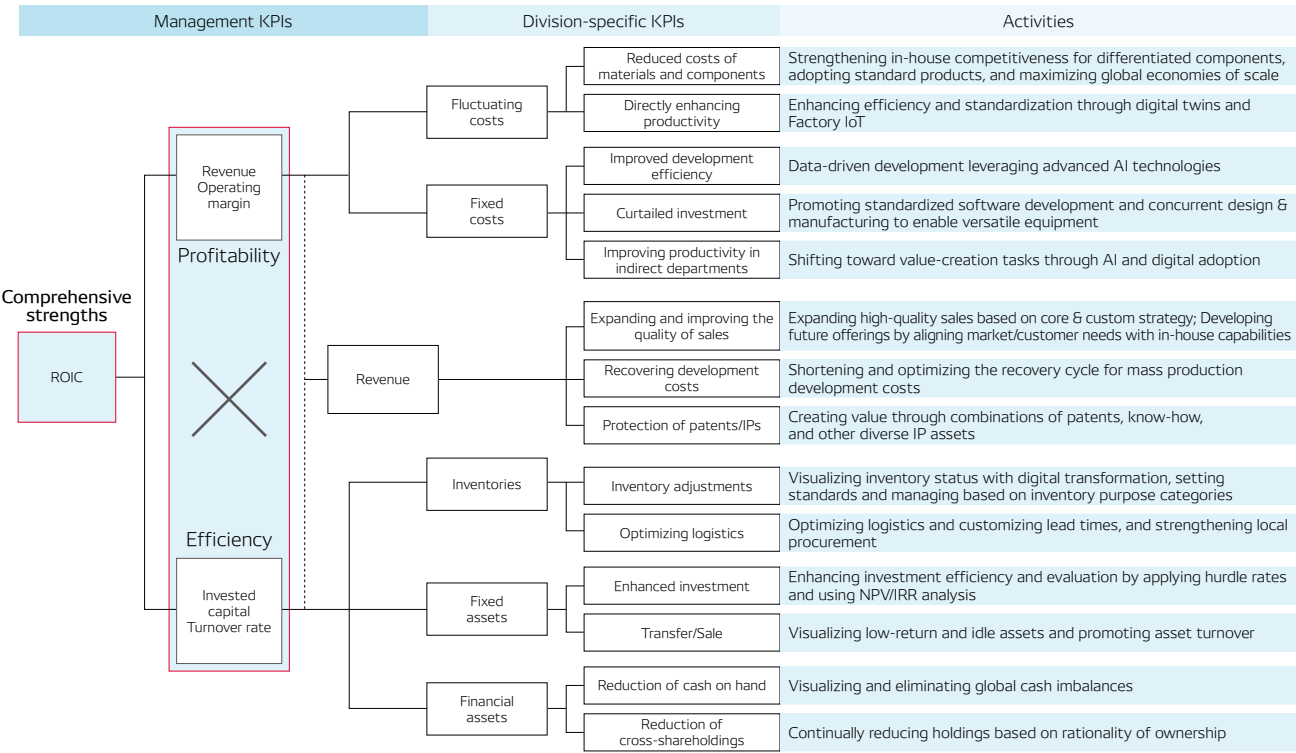 Management KPIs
Division-specific KPIs
Activities
Comprehensive
strengths
ROIC
Revenue
Operating
margin
Profitability
Efficiency
Invested
capital
Turnover rate
Fluctuating
costs
Reduced costs of
materials and components
Strengthening in-house competitiveness for differentiated components,
adopting standard products, and maximizing global economies of scale
Directly enhancing
productivity
Enhancing efficiency and standardization through digital twins and
Factory IoT
Fixed
costs
Improved development
efficiency
Data-driven development leveraging advanced AI technologies
Curtailed investment
Promoting standardized software development and concurrent design &
manufacturing to enable versatile equipment
Improving productivity in
indirect departments
Shifting toward value-creation tasks through AI and digital adoption
Revenue
Expanding and improving the
quality of sales
Expanding high-quality sales based on core & custom strategy; Developing
future offerings by aligning market/customer needs with in-house capabilities
Recovering development
costs
Shortening and optimizing the recovery cycle for mass production
development costs
Protection of patents/IPs
Creating value through combinations of patents, know-how,
and other diverse IP assets
Inventories
Inventory adjustments
Visualizing inventory status with digital transformation, setting
standards and managing based on inventory purpose categories
Optimizing logistics
Optimizing logistics and customizing lead times, and strengthening local
procurement
Fixed
assets
Enhanced investment
Enhancing investment efficiency and evaluation by applying hurdle rates
and using NPV/IRR analysis
Transfer/Sale
Visualizing low-return and idle assets and promoting asset turnover
Financial
assets
Reduction of cash on hand
Visualizing and eliminating global cash imbalances
Reduction of
cross-shareholdings
Continually reducing holdings based on rationality of ownership